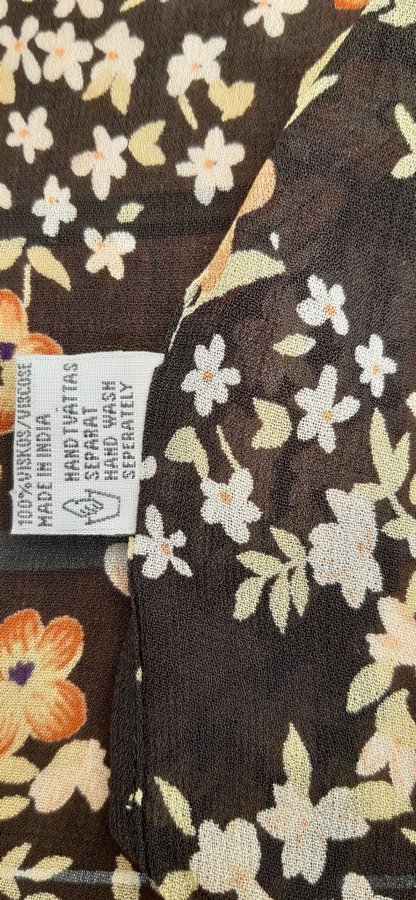 100% VISKOS/VISCOSE
MADE IN INDIA
HANDTVÄTTAS
SEPARAT
HAND WASH
SEPERATELY